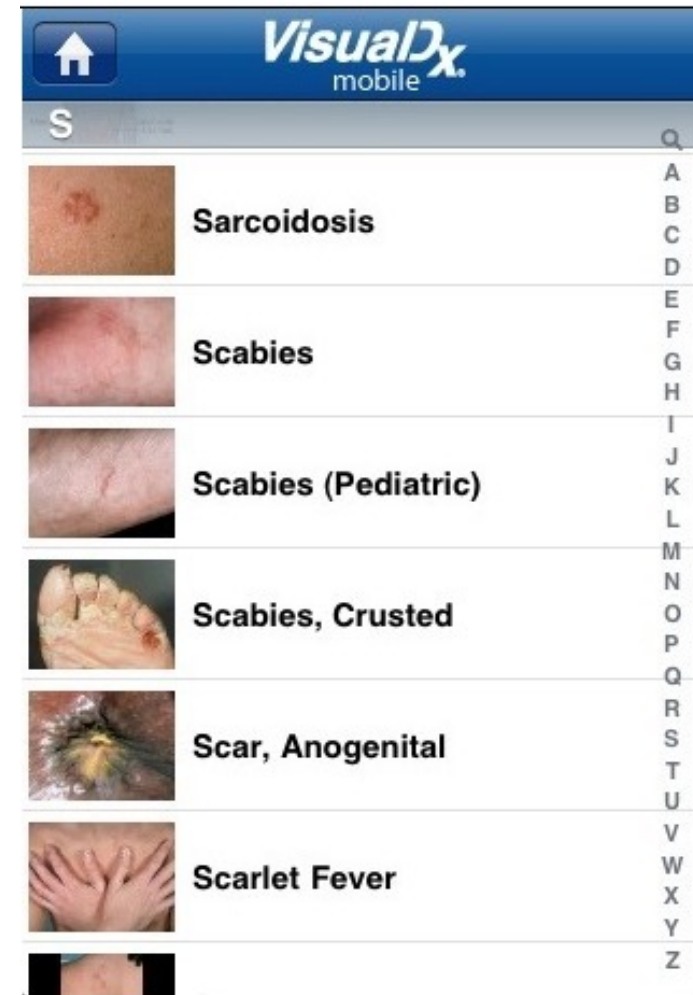 VisualDx®
mobile
S
Sarcoidosis
Scabies
Scabies (Pediatric)
Scabies, Crusted
Scar, Anogenital
Scarlet Fever
A
B
C
D
E
F
G
H
I
J
K
L
M
N
O
P
Q
R
S
T
U
V
W
X
Y
Z